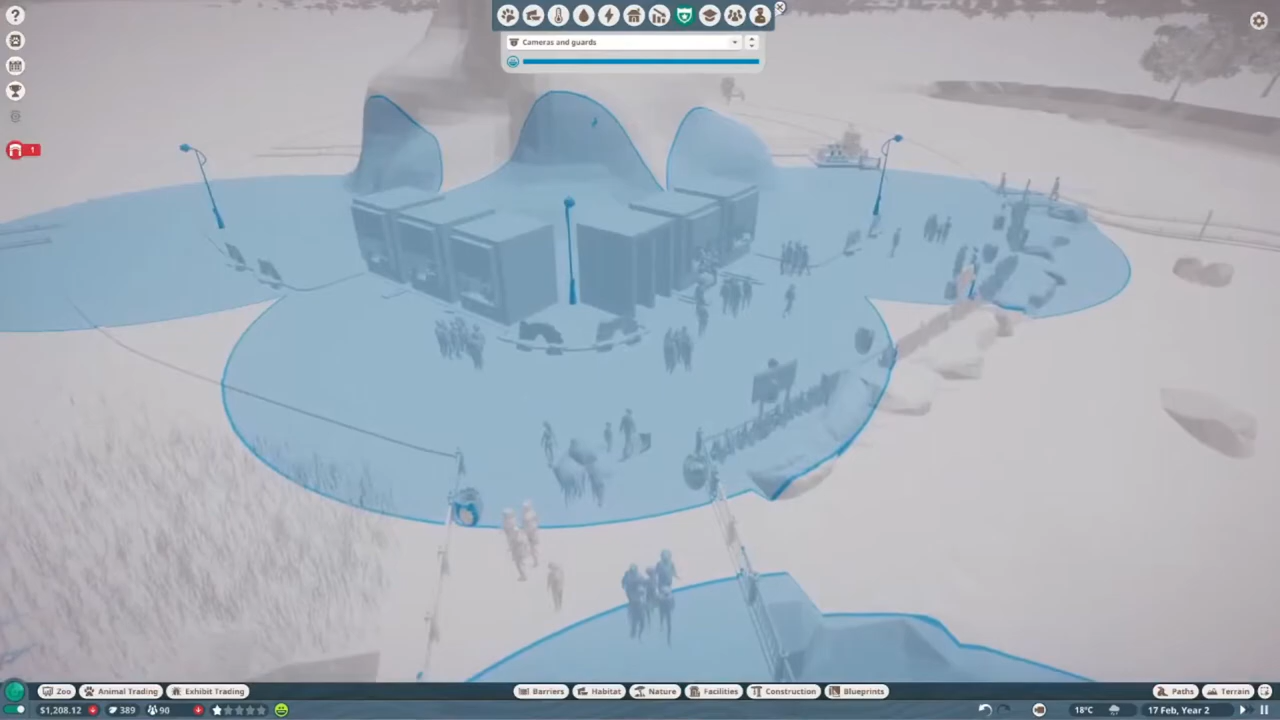 ?
Cameras and guards
1
Zoo
Animal Trading
Exhibit Trading
Barriers
Habitat
Nature
Facilities
Construction
Blueprints
Paths
Terrain
$1,208.12
389
90
18°C
17 Feb, Year 2